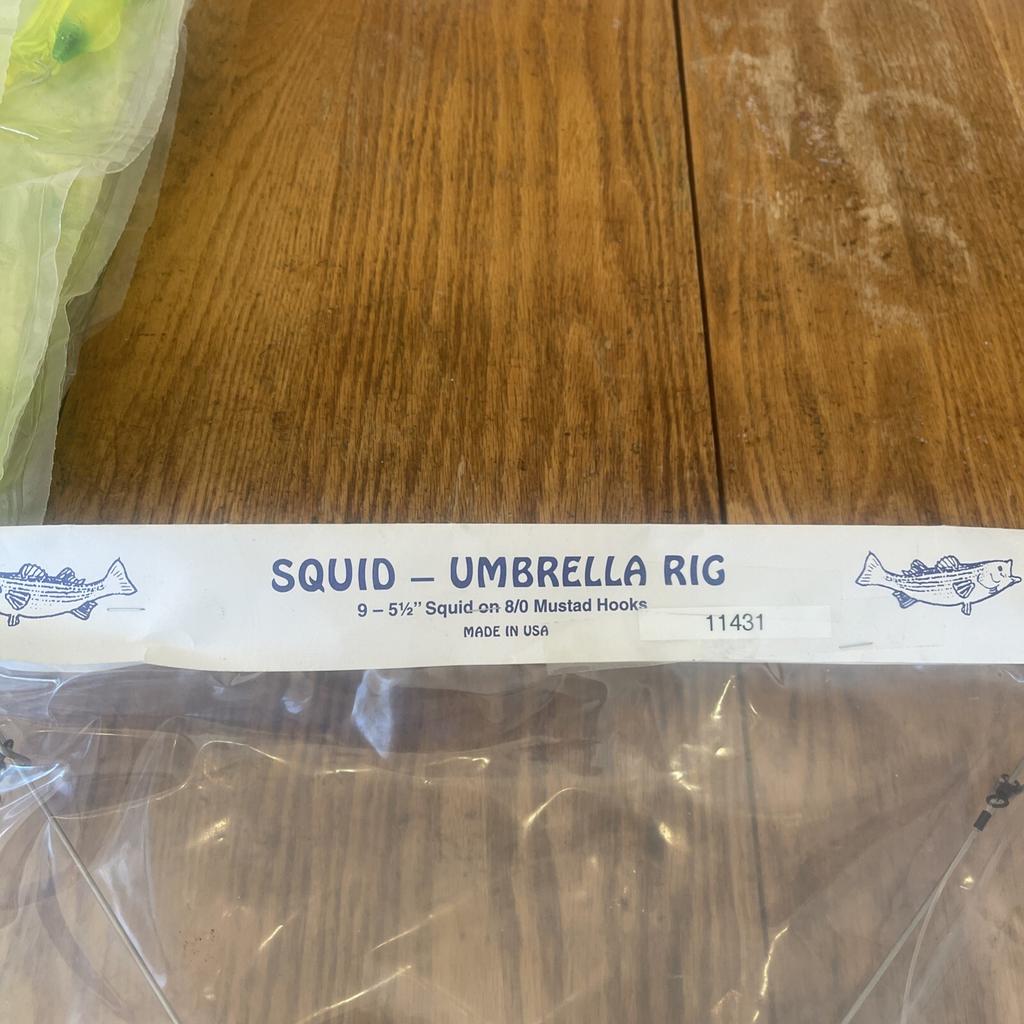 SQUID – UMBRELLA RIG
9 – 5½” Squid on 8/0 Mustad Hooks
MADE IN USA
11431